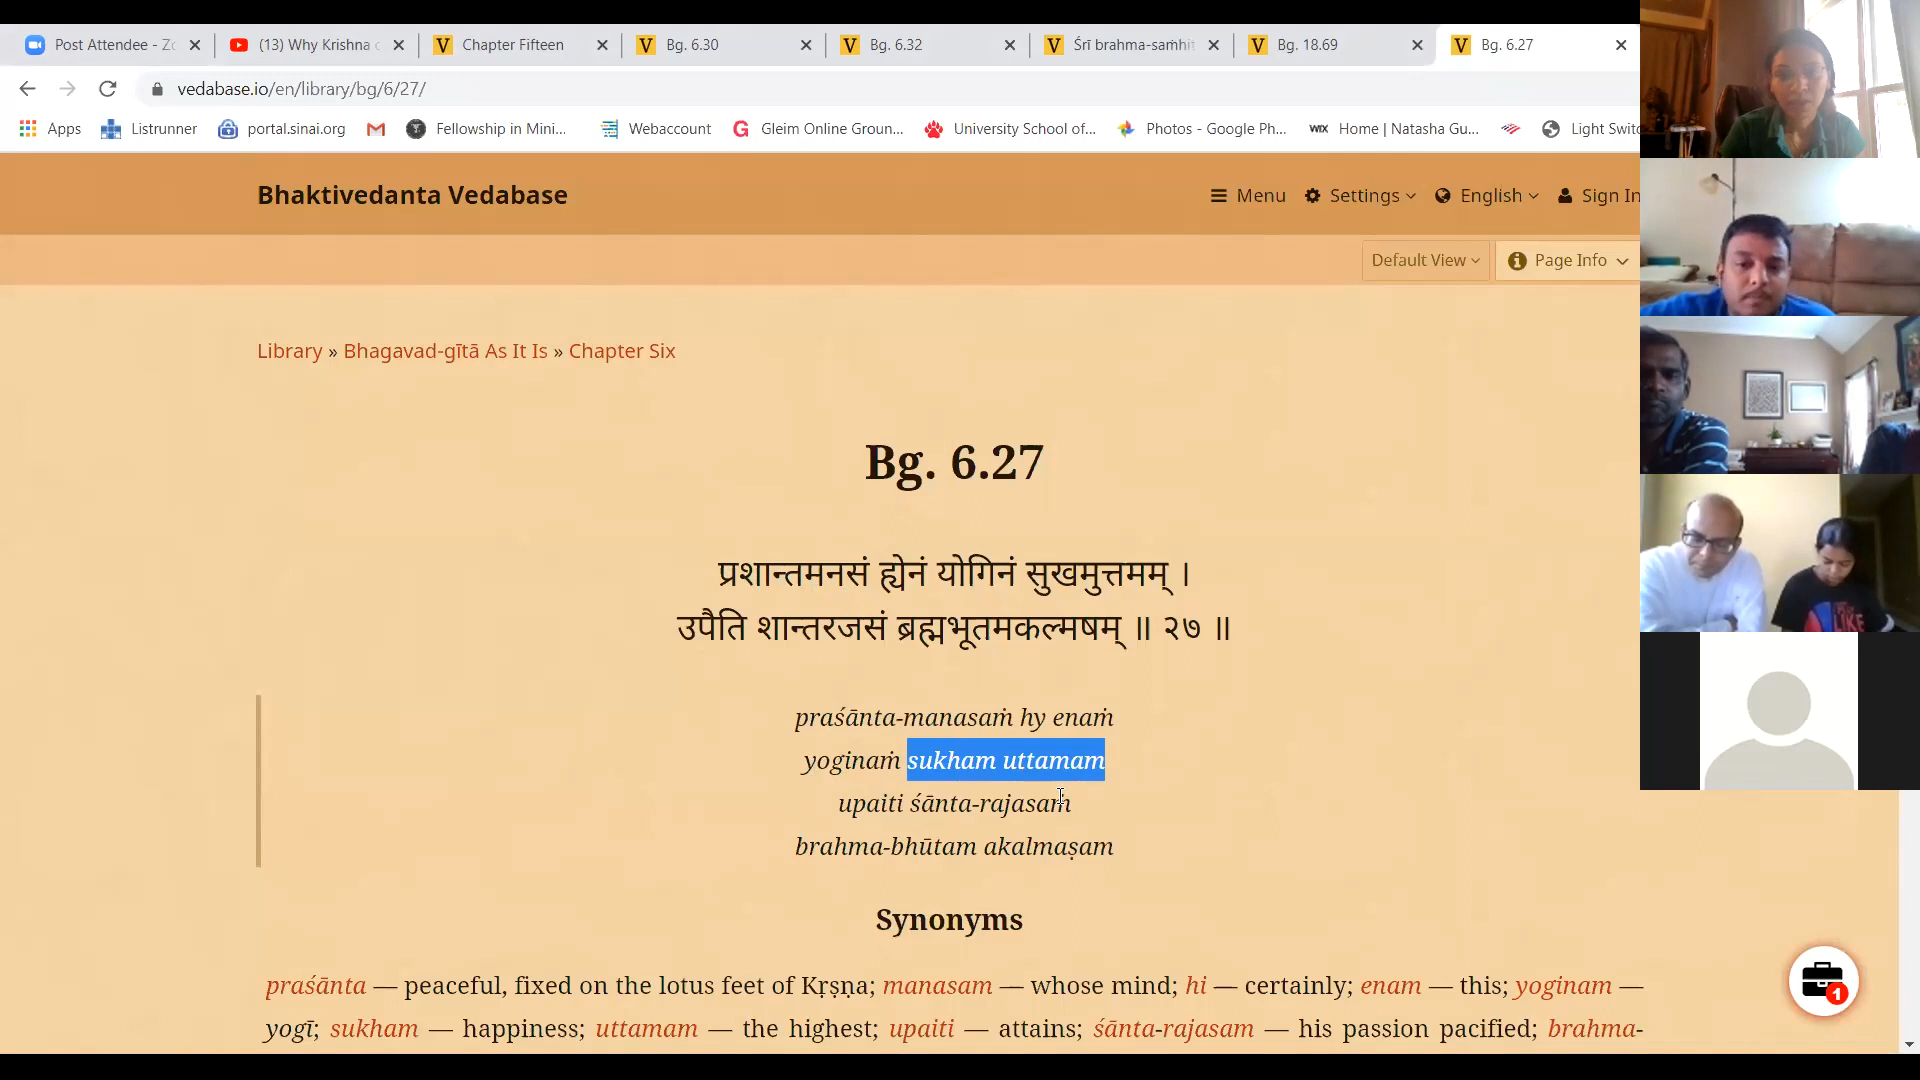 Post Attendee - Zo
(13) Why Krishna c
Chapter Fifteen
Bg. 6.30
Bg. 6.32
Śrī brahma-saṁhit
Bg. 18.69
Bg. 6.27
vedabase.io/en/library/bg/6/27/
Apps
Listrunner
portal.sinai.org
Fellowship in Mini...
Webaccount
Gleim Online Groun...
University School of...
Photos - Google Ph...
WIX Home | Natasha Gu...
Light Switc
Bhaktivedanta Vedabase
Menu
Settings
English
Sign In
Default View
Page Info
Library » Bhagavad-gītā As It Is » Chapter Six
Bg. 6.27
प्रशान्तमनसं ह्येनं योगिनं सुखमुत्तमम् ।
उपैति शान्तरजसं ब्रह्मभूतमकल्मषम् ॥ २७ ॥
praśānta-manasaṁ hy enaṁ
yoginaṁ sukham uttamam
upaiti śānta-rajasaṁ
brahma-bhūtam akalmaṣam
Synonyms
praśānta — peaceful, fixed on the lotus feet of Kṛṣṇa; manasam — whose mind; hi — certainly; enam — this; yoginam —
yogī; sukham — happiness; uttamam — the highest; upaiti — attains; śānta-rajasam — his passion pacified; brahma-
1
LIKE